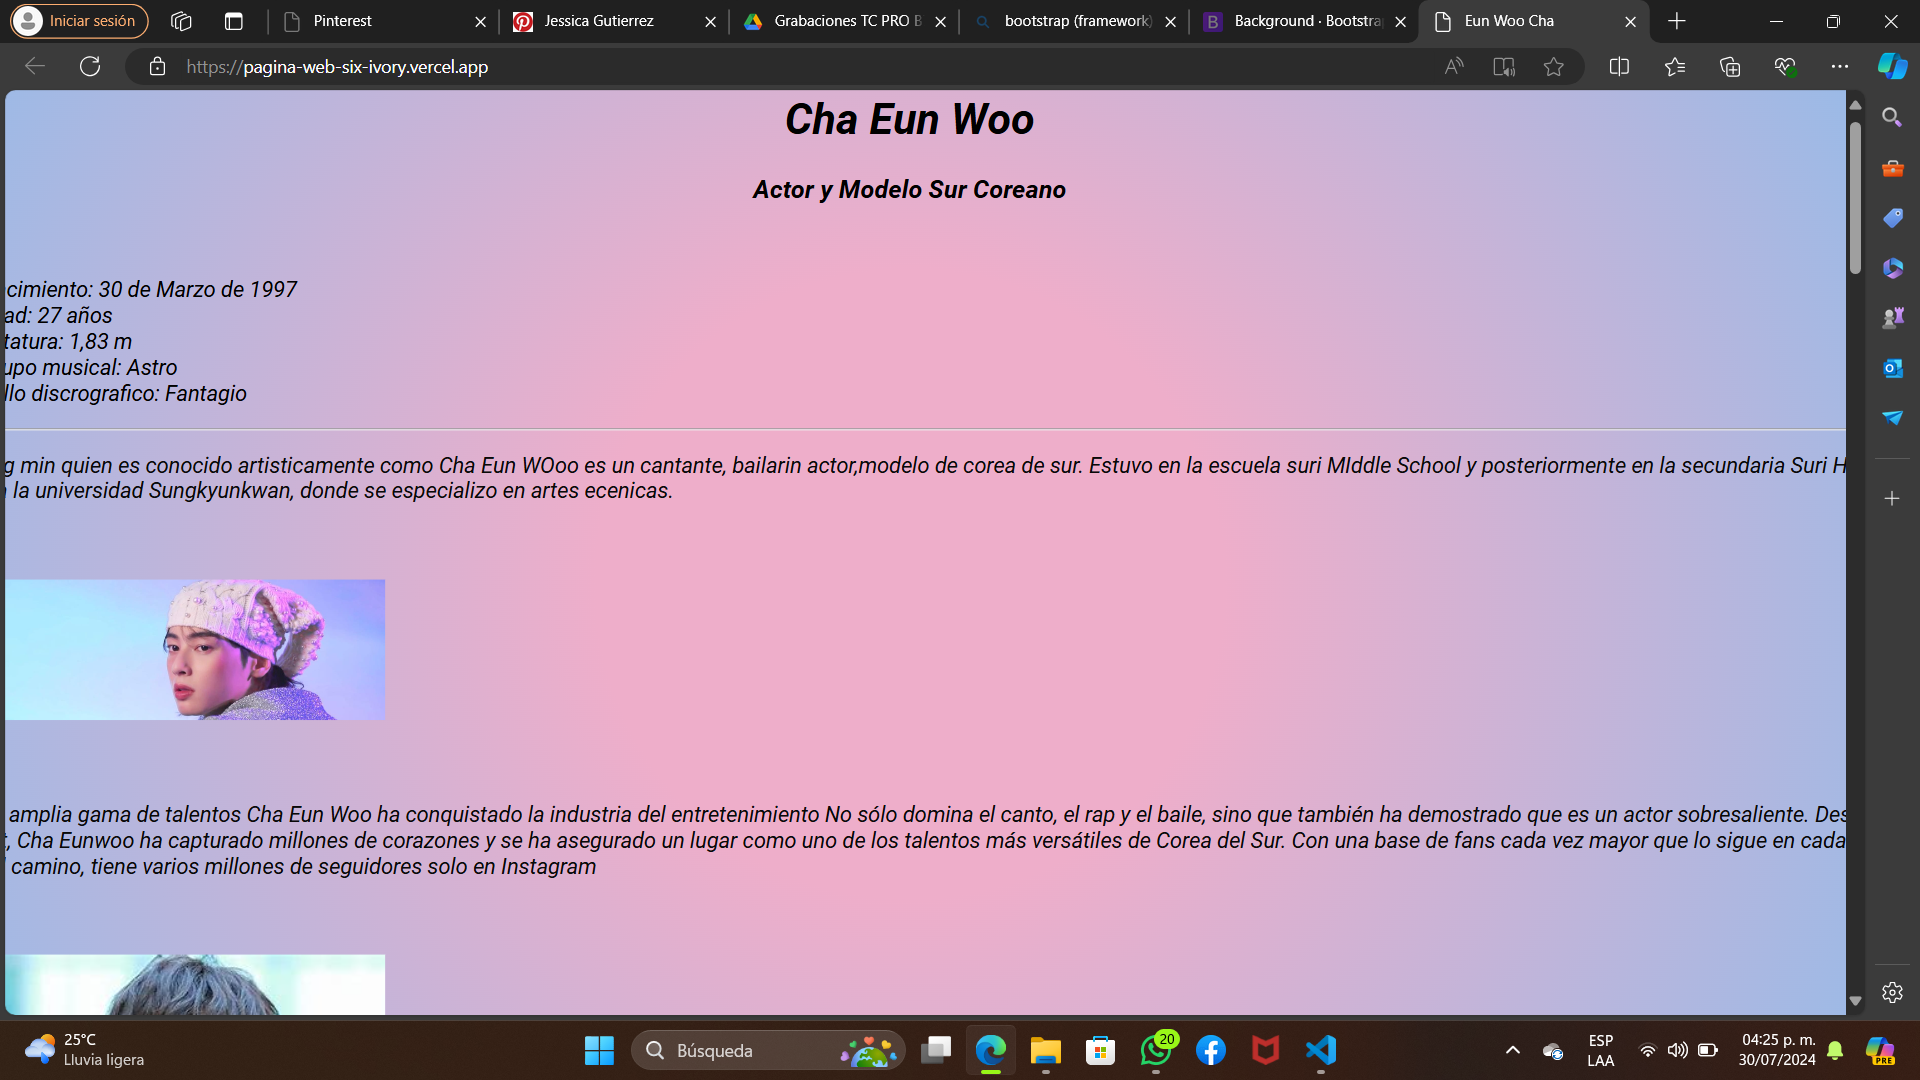 Iniciar sesión
Pinterest
Jessica Gutierrez
Grabaciones TC PRO B
bootstrap (framework)
Background · Bootstra
Eun Woo Cha
https://pagina-web-six-ivory.vercel.app
Cha Eun Woo
Actor y Modelo Sur Coreano
cimiento: 30 de Marzo de 1997
ad: 27 años
tatura: 1,83 m
upo musical: Astro
llo discrografico: Fantagio
g min quien es conocido artisticamente como Cha Eun WOoo es un cantante, bailarin actor,modelo de corea de sur. Estuvo en la escuela suri MIddle School y posteriormente en la secundaria Suri H
la universidad Sungkyunkwan, donde se especializo en artes ecenicas.
amplia gama de talentos Cha Eun Woo ha conquistado la industria del entretenimiento No sólo domina el canto, el rap y el baile, sino que también ha demostrado que es un actor sobresaliente. Des
, Cha Eunwoo ha capturado millones de corazones y se ha asegurado un lugar como uno de los talentos más versátiles de Corea del Sur. Con una base de fans cada vez mayor que lo sigue en cada
camino, tiene varios millones de seguidores solo en Instagram
25°C
Lluvia ligera
Búsqueda
20
ESP
LAA
04:25 p. m.
30/07/2024
PRE